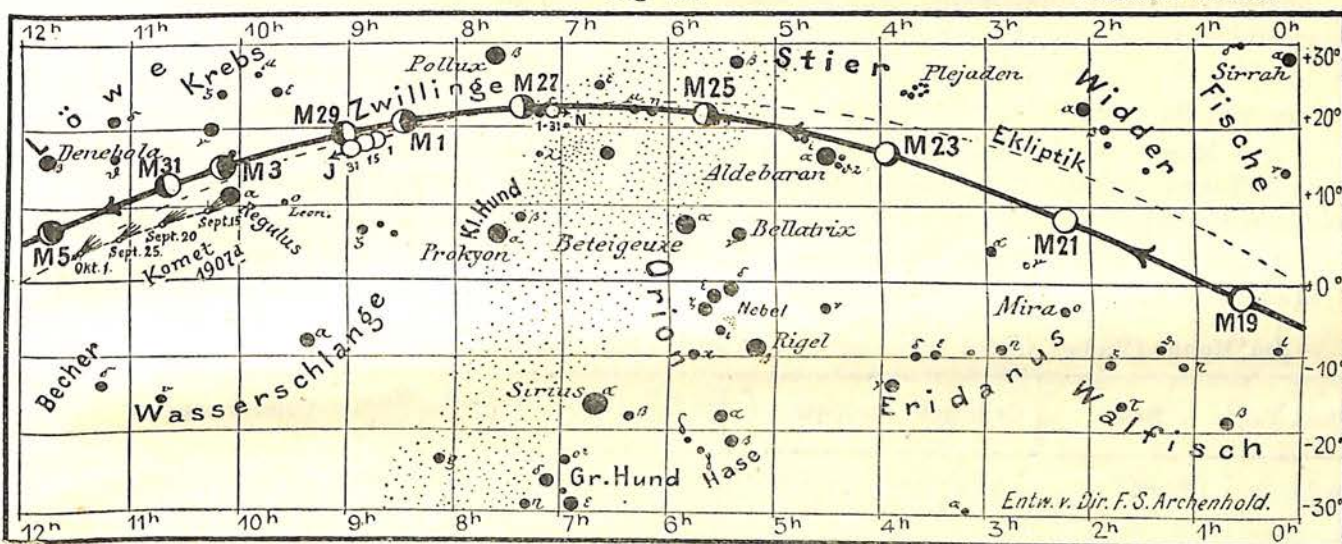 12h 11h 10h 9h 8h 7h 6h 5h 4h 3h 2h 1h 0h
+30°
+20°
+10°
0°
-10°
-20°
-30°
Löwe
Krebs
Zwillinge
Stier
Widder
Fische
Pollux
Plejaden
Sirrah
Denebola
M31
M29
M3
M1
M27
M25
M23
M21
M19
M5
J
31 15 1
1-31
N
Ekliptik
Aldebaran
Regulus
Leon.
Sept.15
Sept. 20
Sept. 25.
Okt. 1.
Komet
1907d
Kl. Hund
Prokyon
Beteigeuze
Bellatrix
Orion
Nebel
Rigel
Mira
Becher
Wasserschlange
Sirius
Eridanus
Walfisch
Gr. Hund
Hase
Entw. v. Dir. F. S. Archenhold.
12h 11h 10h 9h 8h 7h 6h 5h 4h 3h 2h 1h 0h